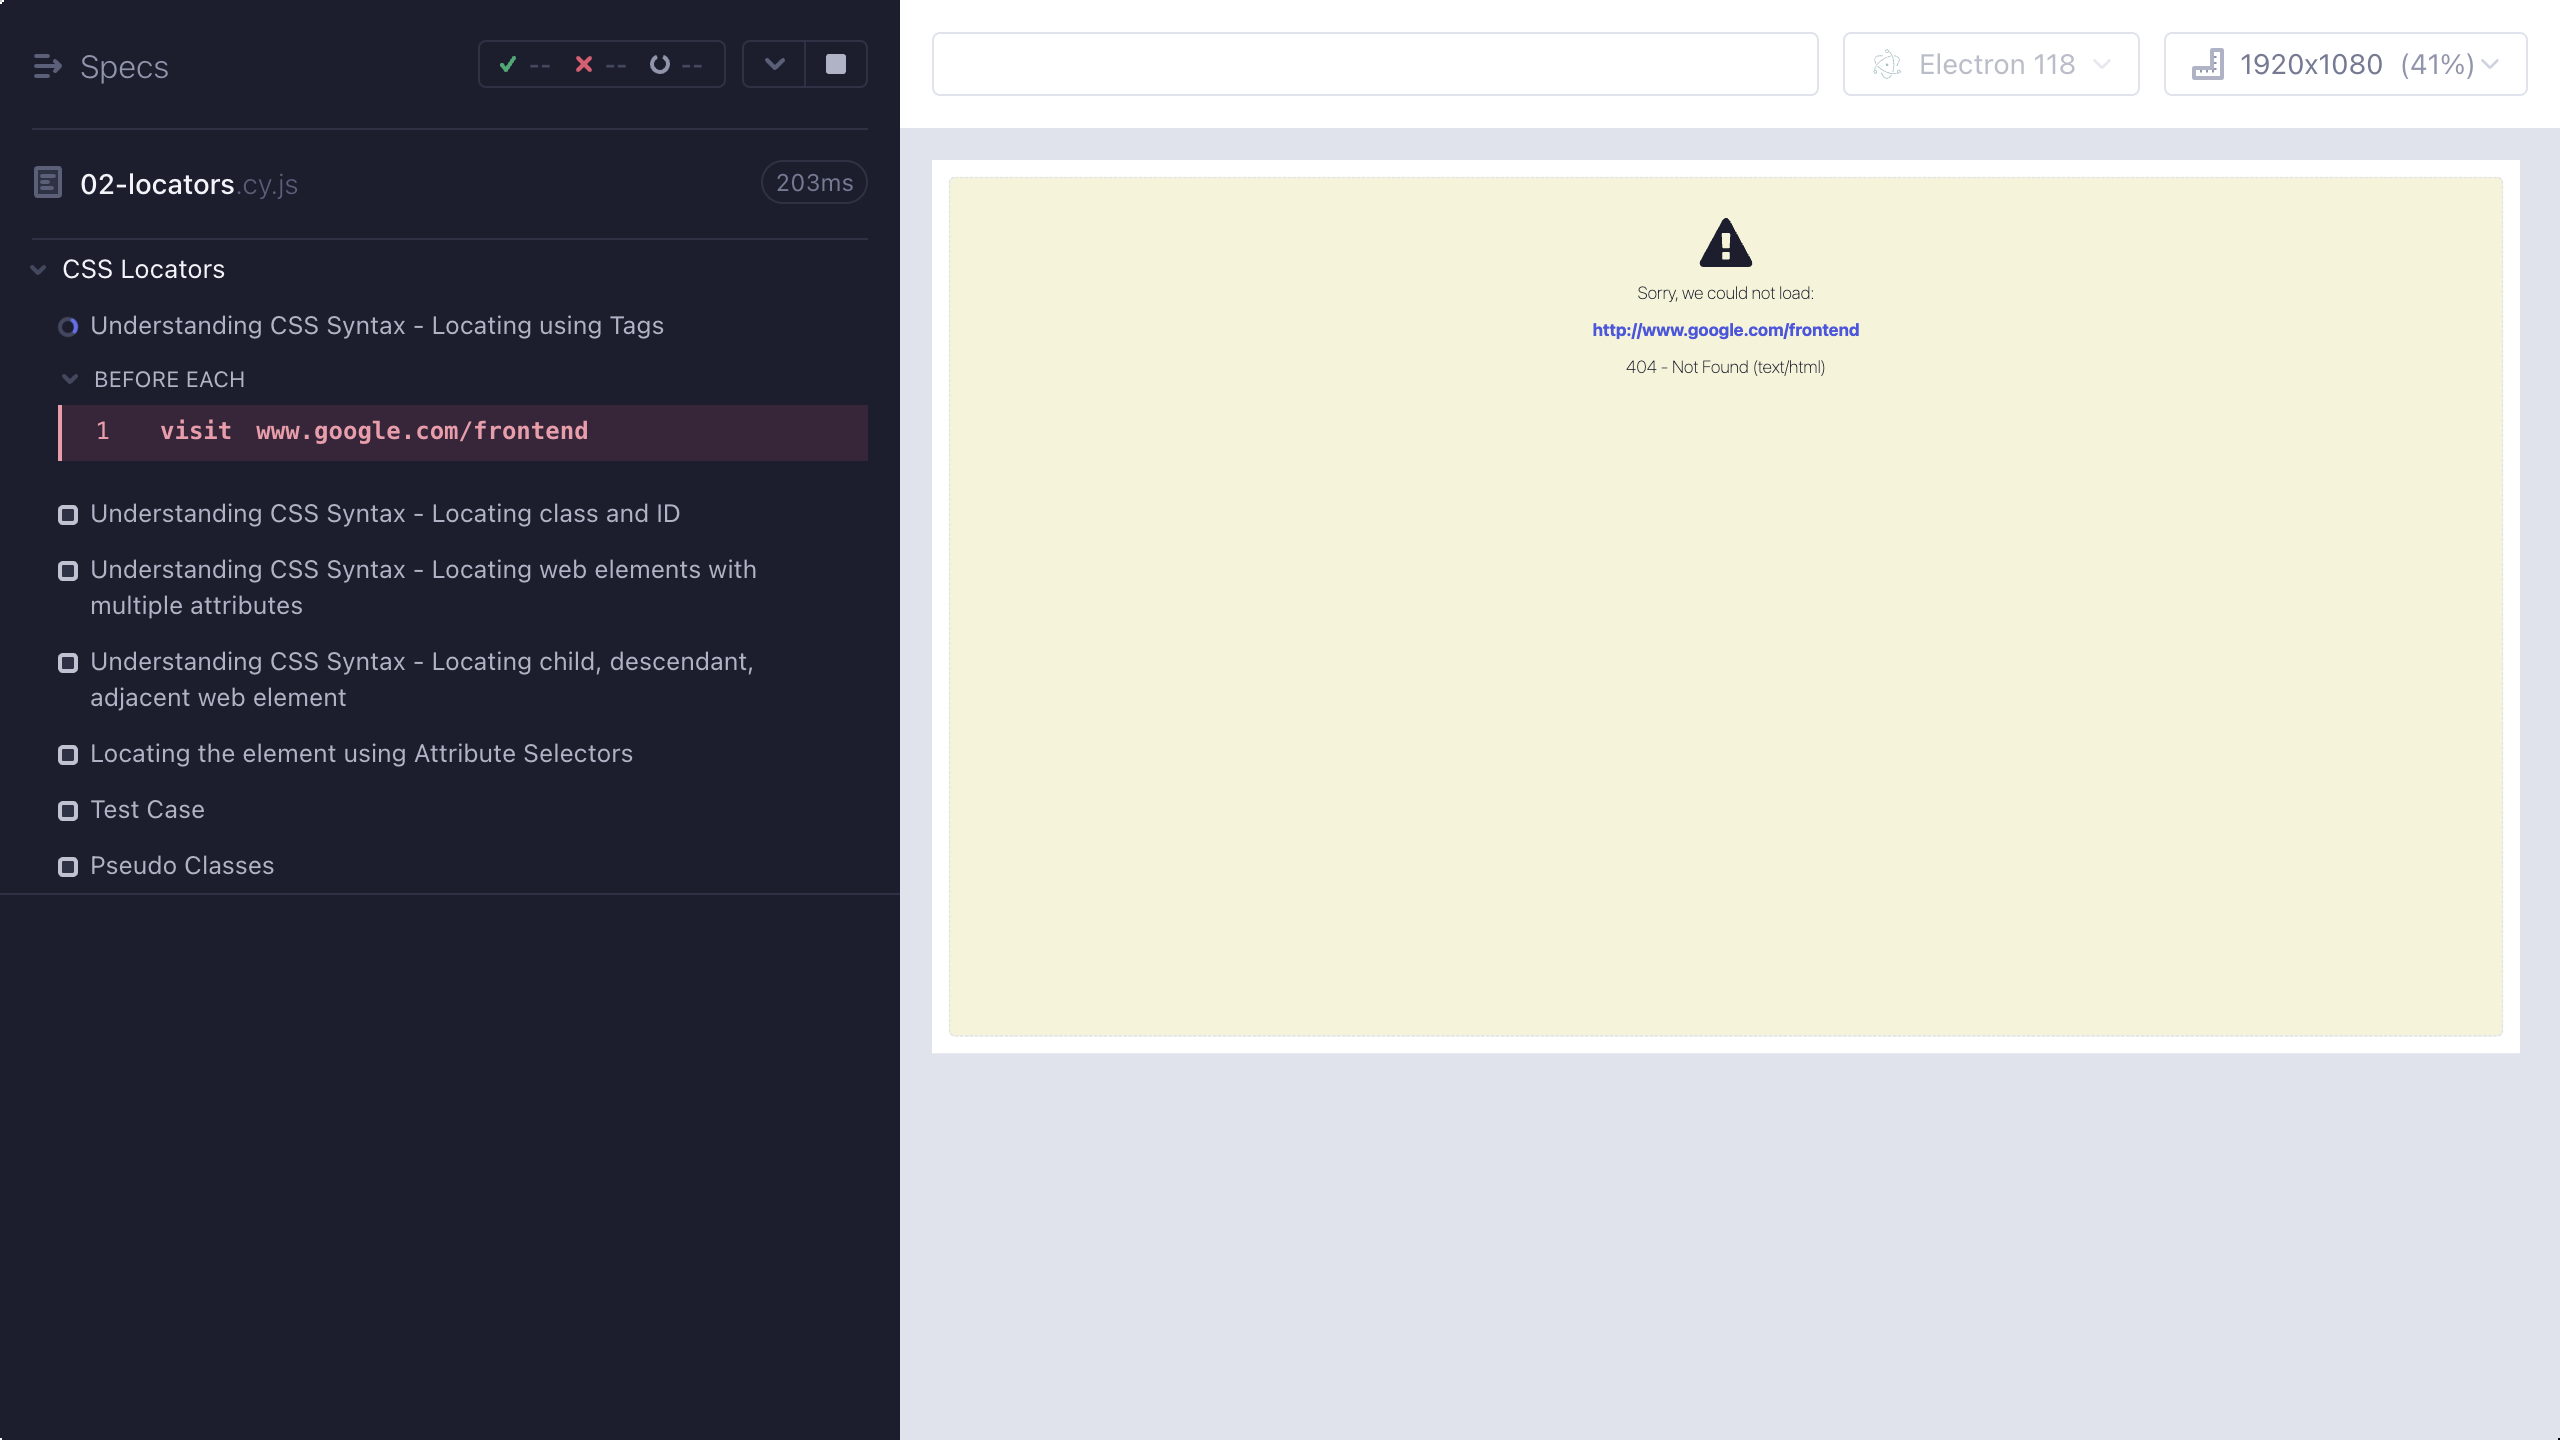 Specs
-- -- --
02-locators.cy.js
203ms
CSS Locators
Understanding CSS Syntax - Locating using Tags
BEFORE EACH
1 visit www.google.com/frontend
Understanding CSS Syntax - Locating class and ID
Understanding CSS Syntax - Locating web elements with
multiple attributes
Understanding CSS Syntax - Locating child, descendant,
adjacent web element
Locating the element using Attribute Selectors
Test Case
Pseudo Classes
Electron 118
1920x1080 (41%)
Sorry, we could not load:
http://www.google.com/frontend
404 - Not Found (text/html)